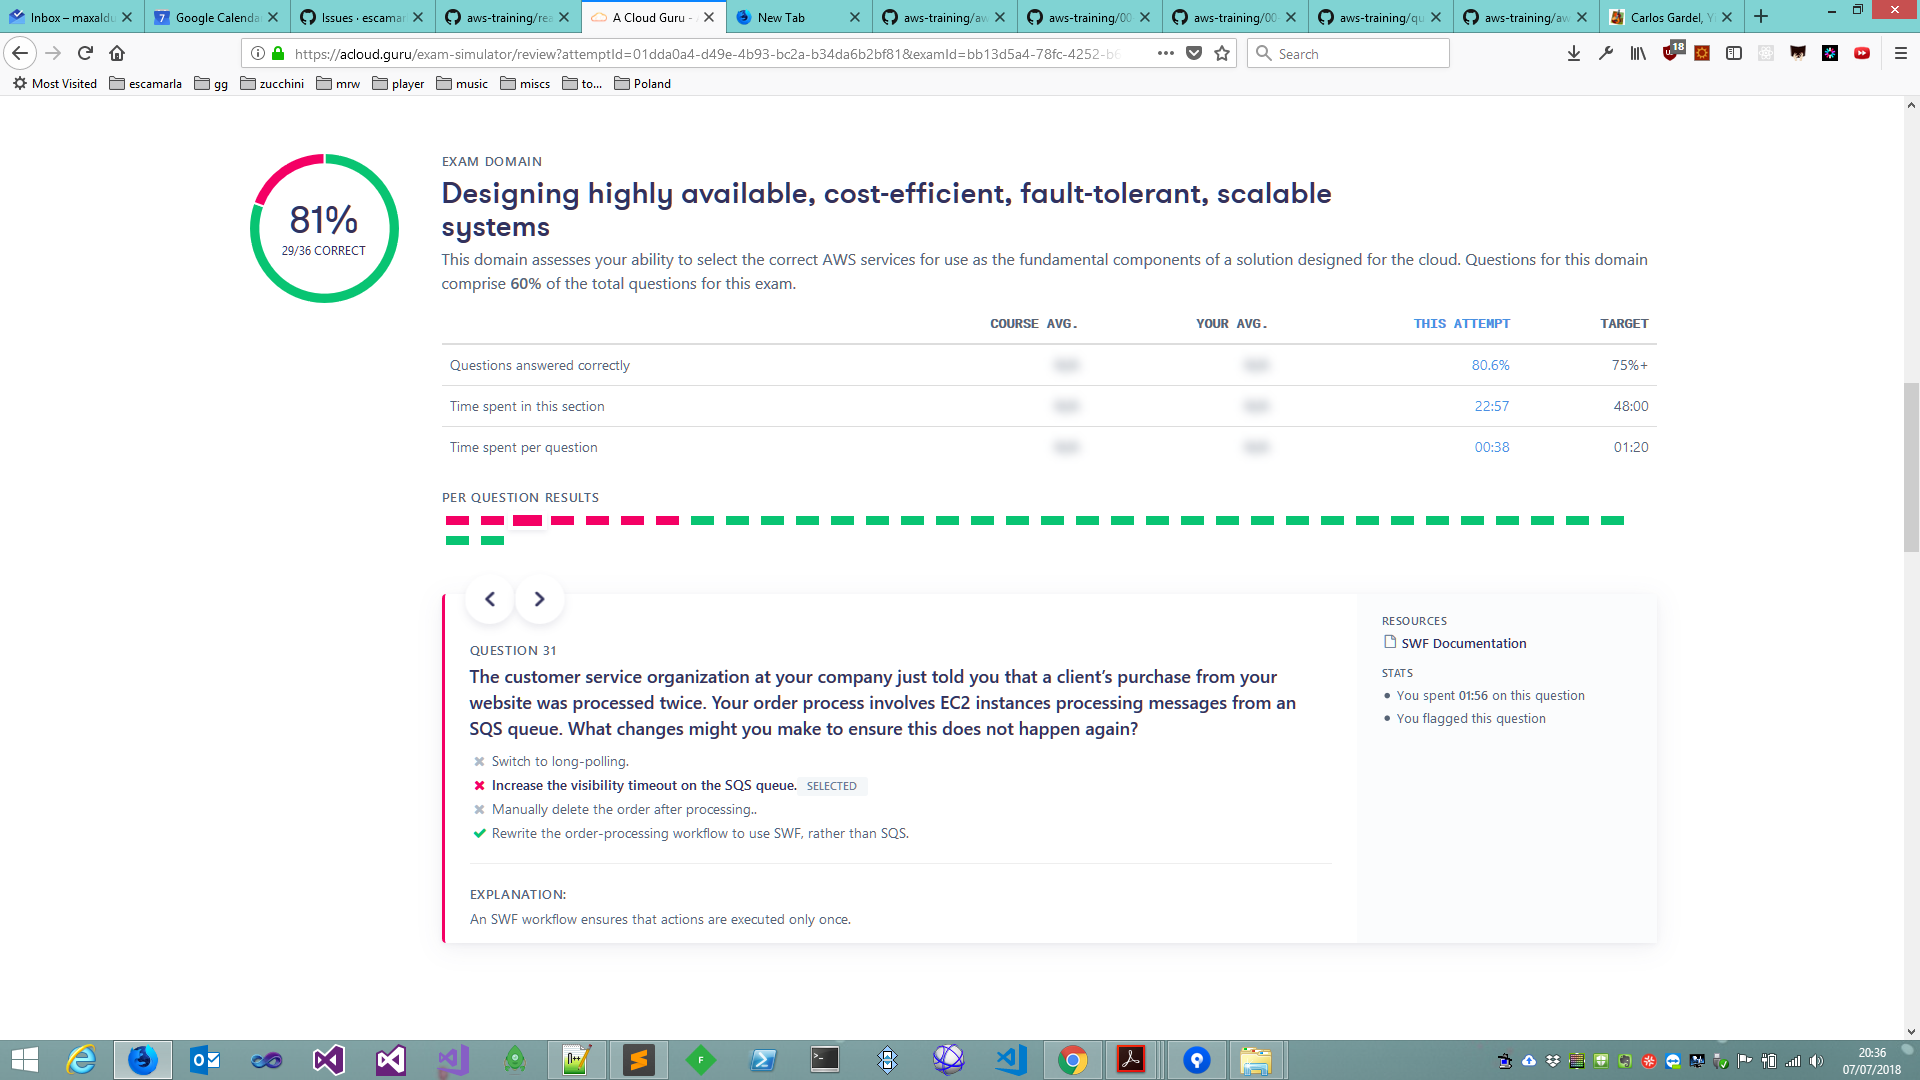 Inbox – maxaldu
Google Calenda
Issues · escamar
aws-training/rea
A Cloud Guru - A
New Tab
aws-training/aw
aws-training/00
aws-training/00
aws-training/qu
aws-training/aw
Carlos Gardel, Yi
https://acloud.guru/exam-simulator/review?attemptId=01dda0a4-d49e-4b93-bc2a-b34da6b2bf81&examId=bb13d5a4-78fc-4252-b6
Search
18
Most Visited escamarla gg zucchini mrw player music miscs to... Poland
81%
29/36 CORRECT
EXAM DOMAIN
Designing highly available, cost-efficient, fault-tolerant, scalable
systems
This domain assesses your ability to select the correct AWS services for use as the fundamental components of a solution designed for the cloud. Questions for this domain
comprise 60% of the total questions for this exam.
COURSE AVG. YOUR AVG. THIS ATTEMPT TARGET
Questions answered correctly 80.6% 75%+
Time spent in this section 22:57 48:00
Time spent per question 00:38 01:20
PER QUESTION RESULTS
QUESTION 31
The customer service organization at your company just told you that a client’s purchase from your
website was processed twice. Your order process involves EC2 instances processing messages from an
SQS queue. What changes might you make to ensure this does not happen again?
Switch to long-polling.
Increase the visibility timeout on the SQS queue. SELECTED
Manually delete the order after processing..
Rewrite the order-processing workflow to use SWF, rather than SQS.
EXPLANATION:
An SWF workflow ensures that actions are executed only once.
RESOURCES
SWF Documentation
STATS
You spent 01:56 on this question
You flagged this question
20:36
07/07/2018